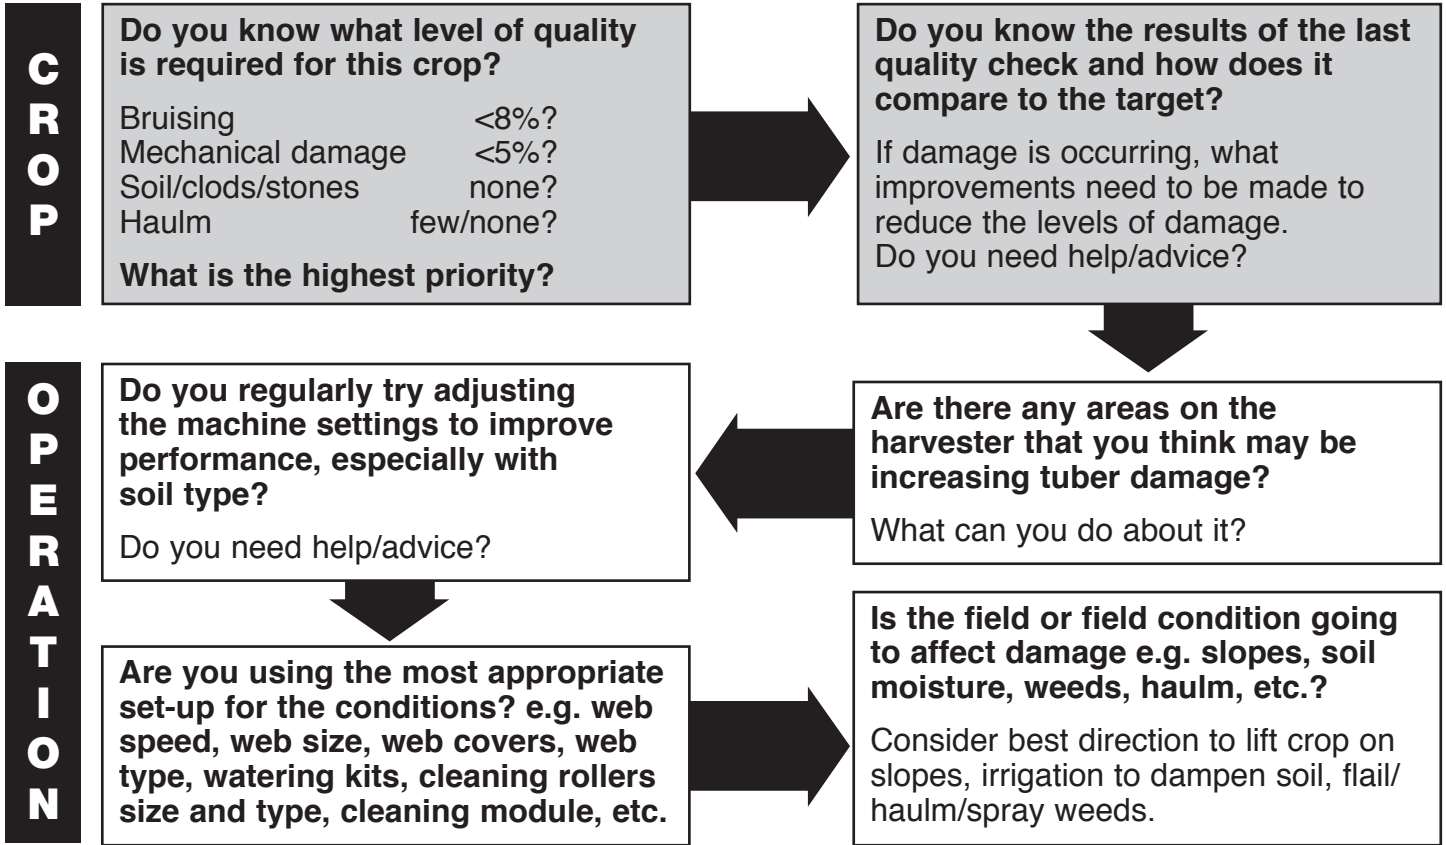 CROP
Do you know what level of quality
is required for this crop?
Bruising <8%?
Mechanical damage <5%?
Soil/clods/stones none?
Haulm few/none?
What is the highest priority?
Do you know the results of the last
quality check and how does it
compare to the target?
If damage is occurring, what
improvements need to be made to
reduce the levels of damage.
Do you need help/advice?
OPERATION
Are there any areas on the
harvester that you think may be
increasing tuber damage?
What can you do about it?
Do you regularly try adjusting
the machine settings to improve
performance, especially with
soil type?
Do you need help/advice?
Are you using the most appropriate
set-up for the conditions? e.g. web
speed, web size, web covers, web
type, watering kits, cleaning rollers
size and type, cleaning module, etc.
Is the field or field condition going
to affect damage e.g. slopes, soil
moisture, weeds, haulm, etc.?
Consider best direction to lift crop on
slopes, irrigation to dampen soil, flail/
haulm/spray weeds.